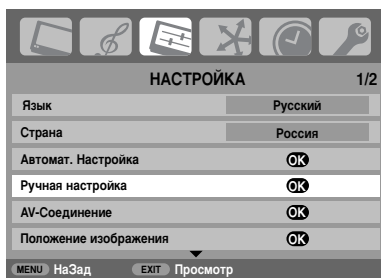 НАСТРОЙКА 1/2
Язык Русский
Страна Россия
Автомат. Настройка OK
Ручная настройка OK
AV-Соединение OK
Положение изображения OK
MENU НаЗад EXIT Просмотр